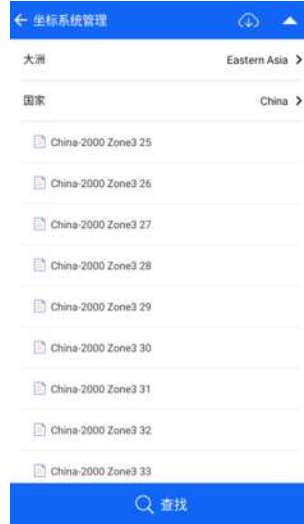 坐标系统管理
大洲 Eastern Asia
国家 China
China-2000 Zone3 25
China-2000 Zone3 26
China-2000 Zone3 27
China-2000 Zone3 28
China-2000 Zone3 29
China-2000 Zone3 30
China-2000 Zone3 31
China-2000 Zone3 32
China-2000 Zone3 33
查找